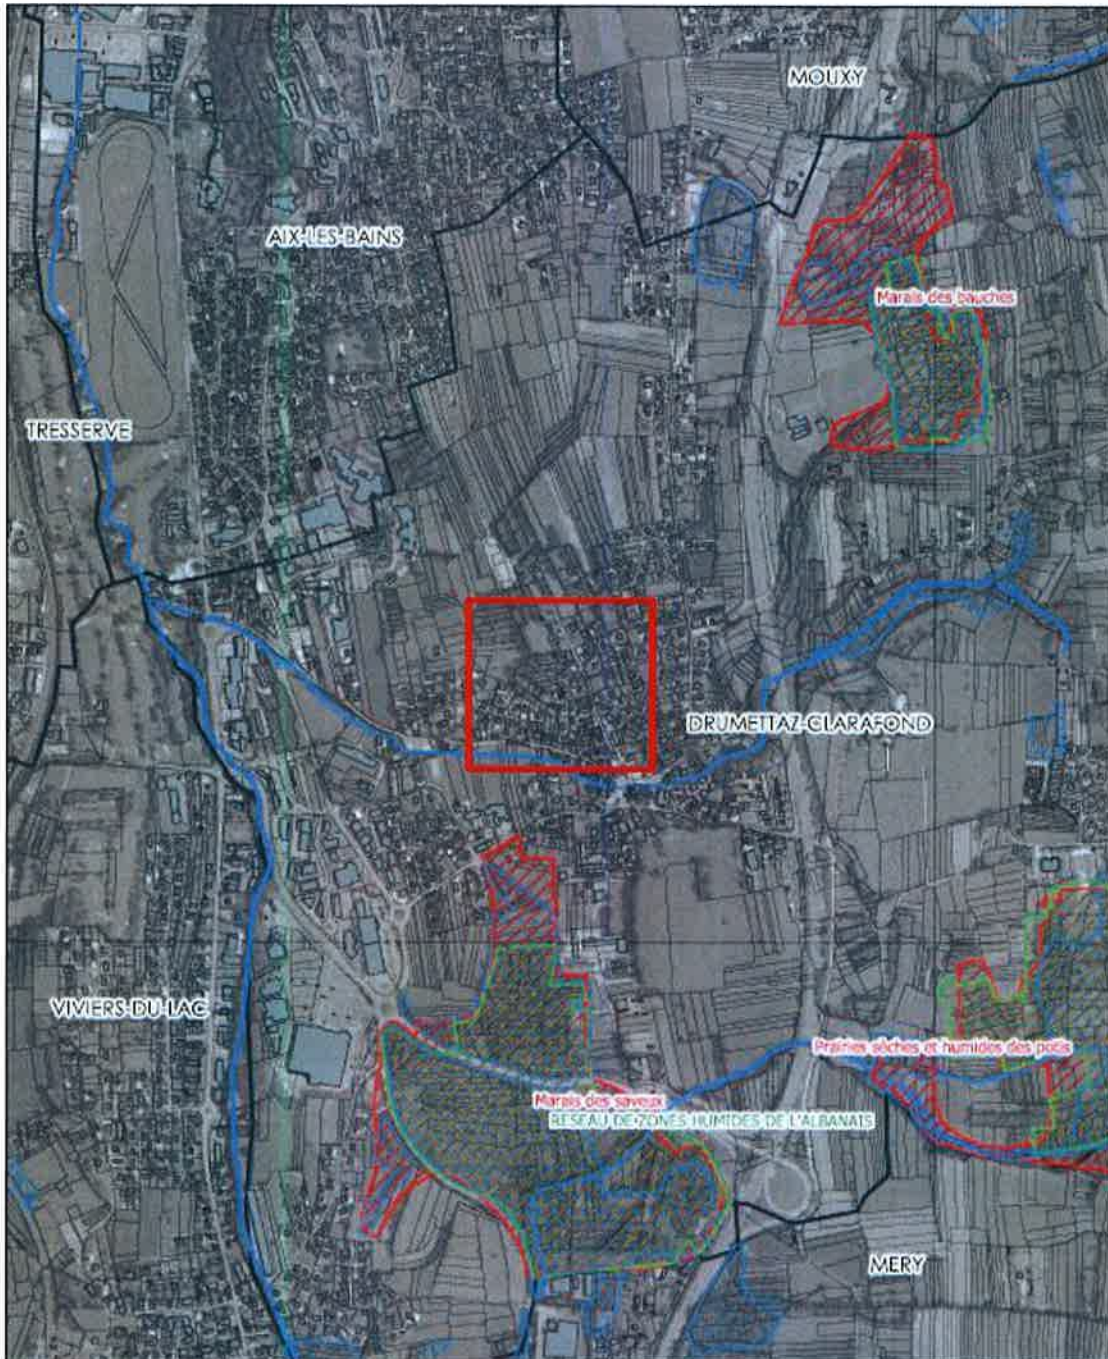 MOUXY
AIX-LES-BAINS
Marais des bauches
TRESSERVE
DRUMETTAZ-CLARAFOND
VIVIERS-DU-LAC
Prairies sèches et humides des potis
Marais des saveux
RESEAU DE ZONES HUMIDES DE L'ALBANAIS
MERY